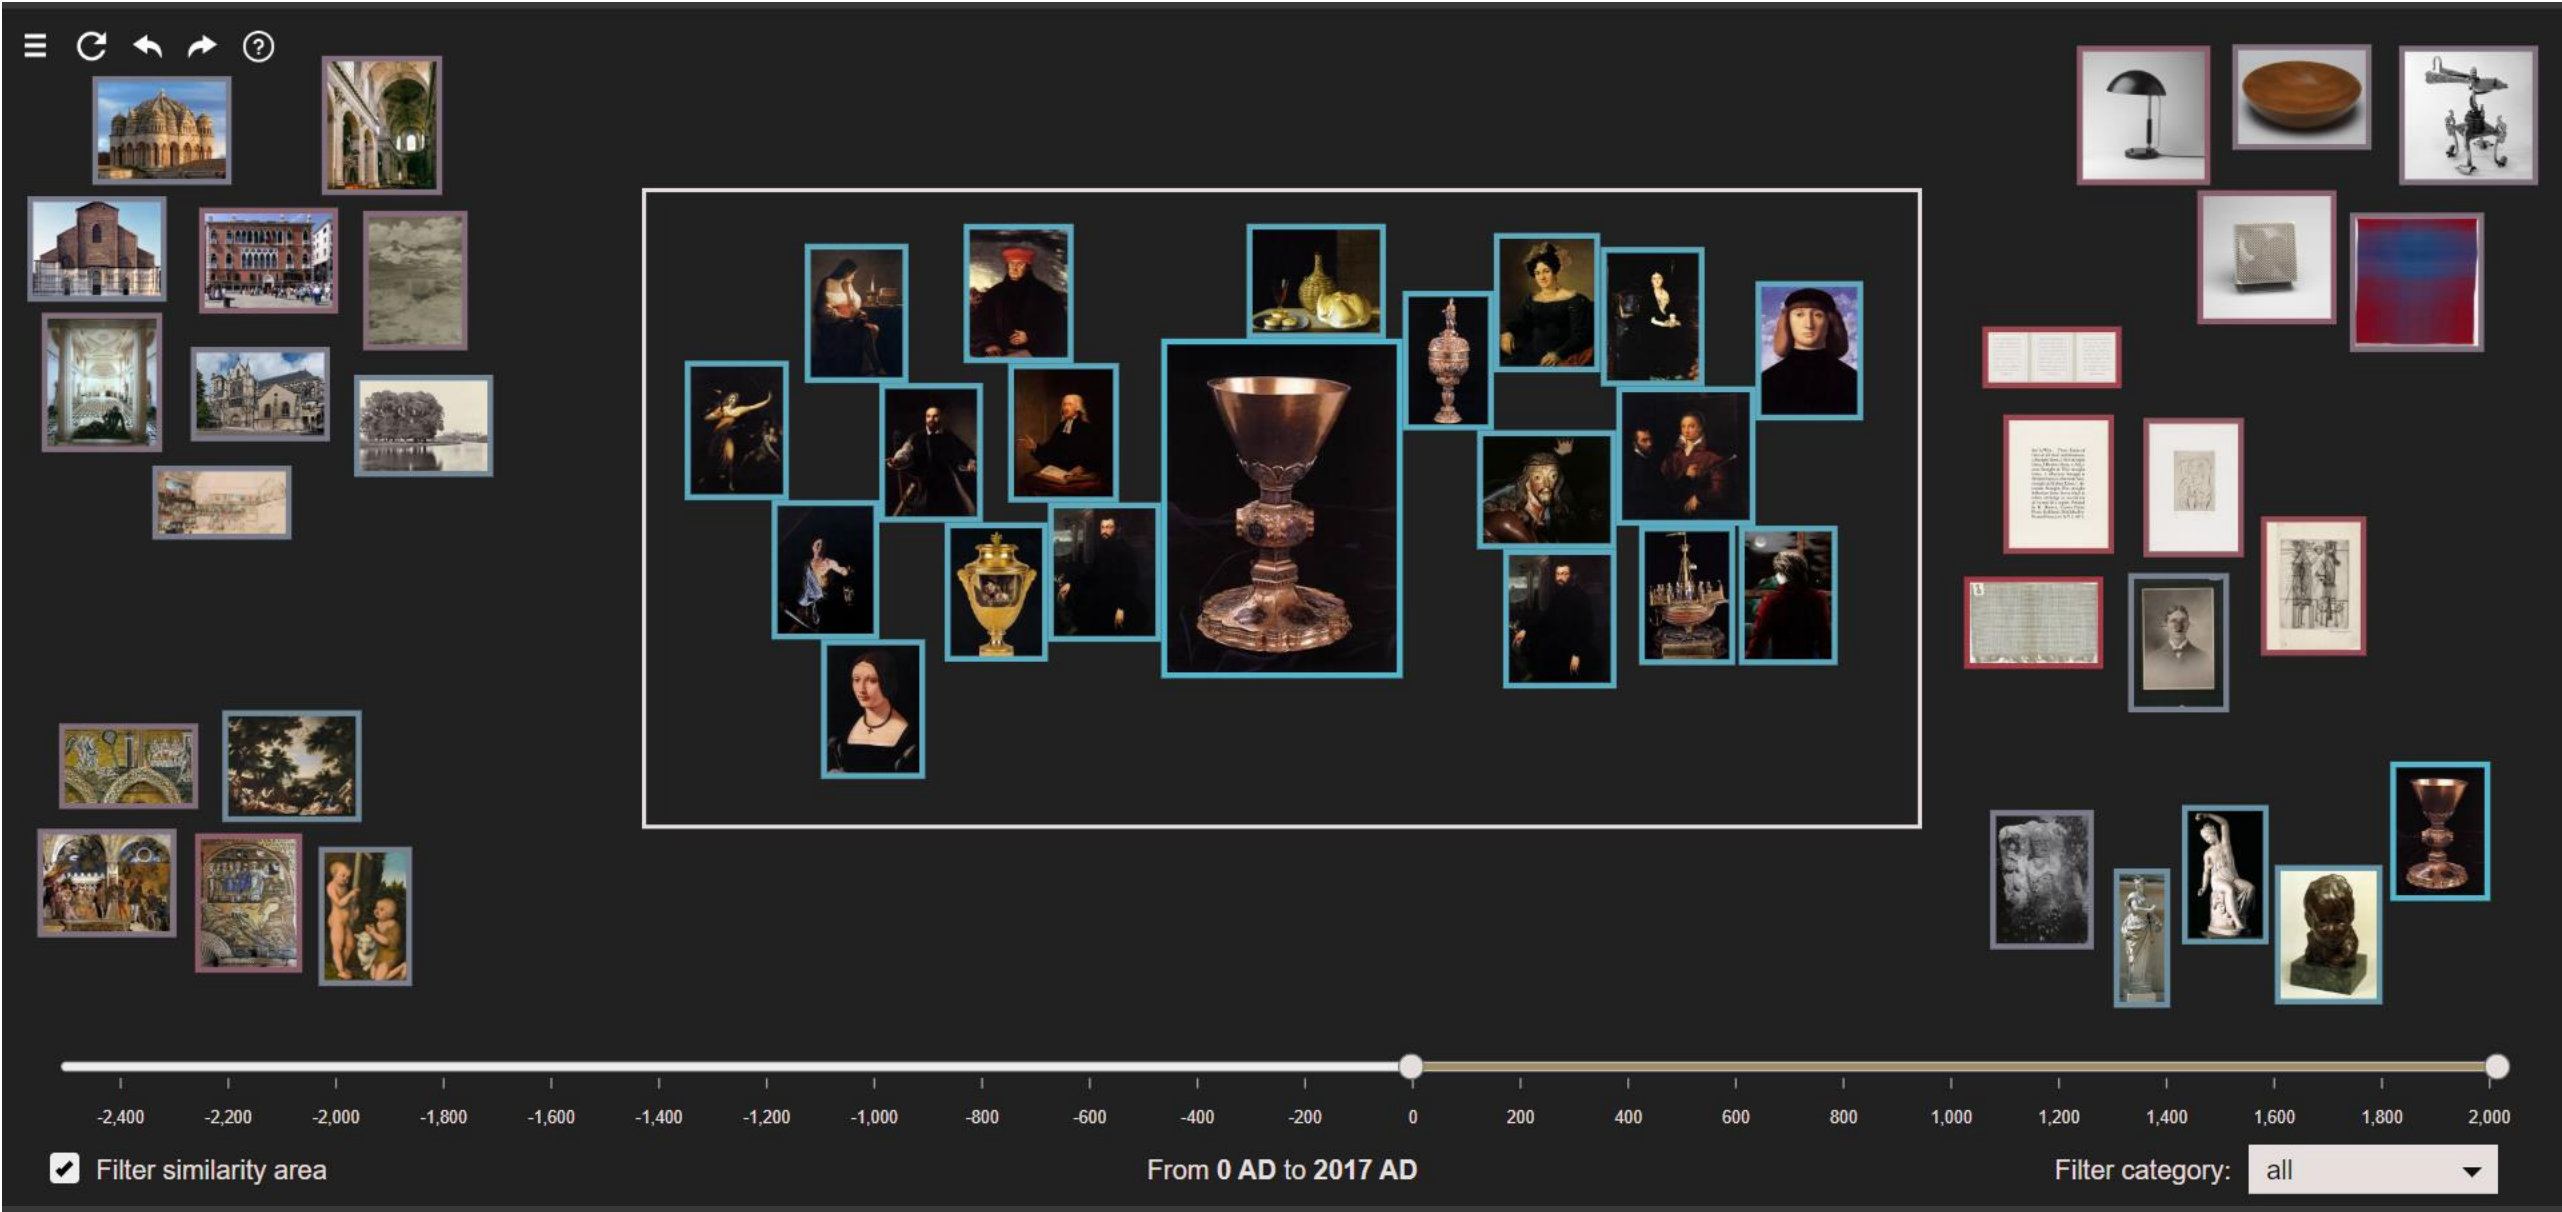 -2,400 -2,200 -2,000 -1,800 -1,600 -1,400 -1,200 -1,000 -800 -600 -400 -200 0 200 400 600 800 1,000 1,200 1,400 1,600 1,800 2,000
Filter similarity area
From 0 AD to 2017 AD
Filter category: all